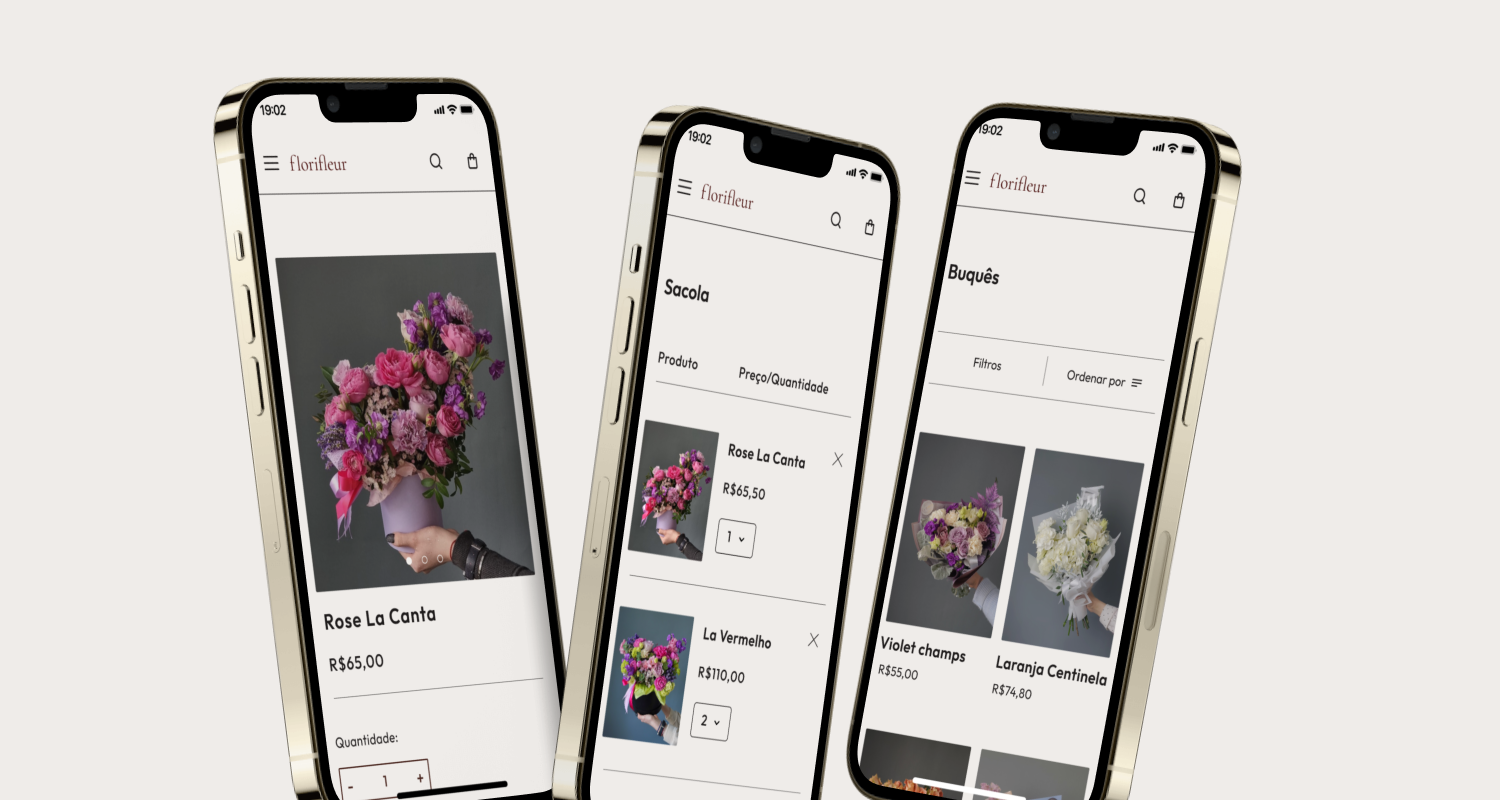 19:02
florifleur
Rose La Canta
R$65,00
Quantidade:
- 1 +
19:02
florifleur
Sacola
Produto Preço/Quantidade
Rose La Canta
R$65,50
1
La Vermelho
R$110,00
2
19:02
florifleur
Buquês
Filtros Ordenar por
Violet champs Laranja Centinela
R$55,00 R$74,80